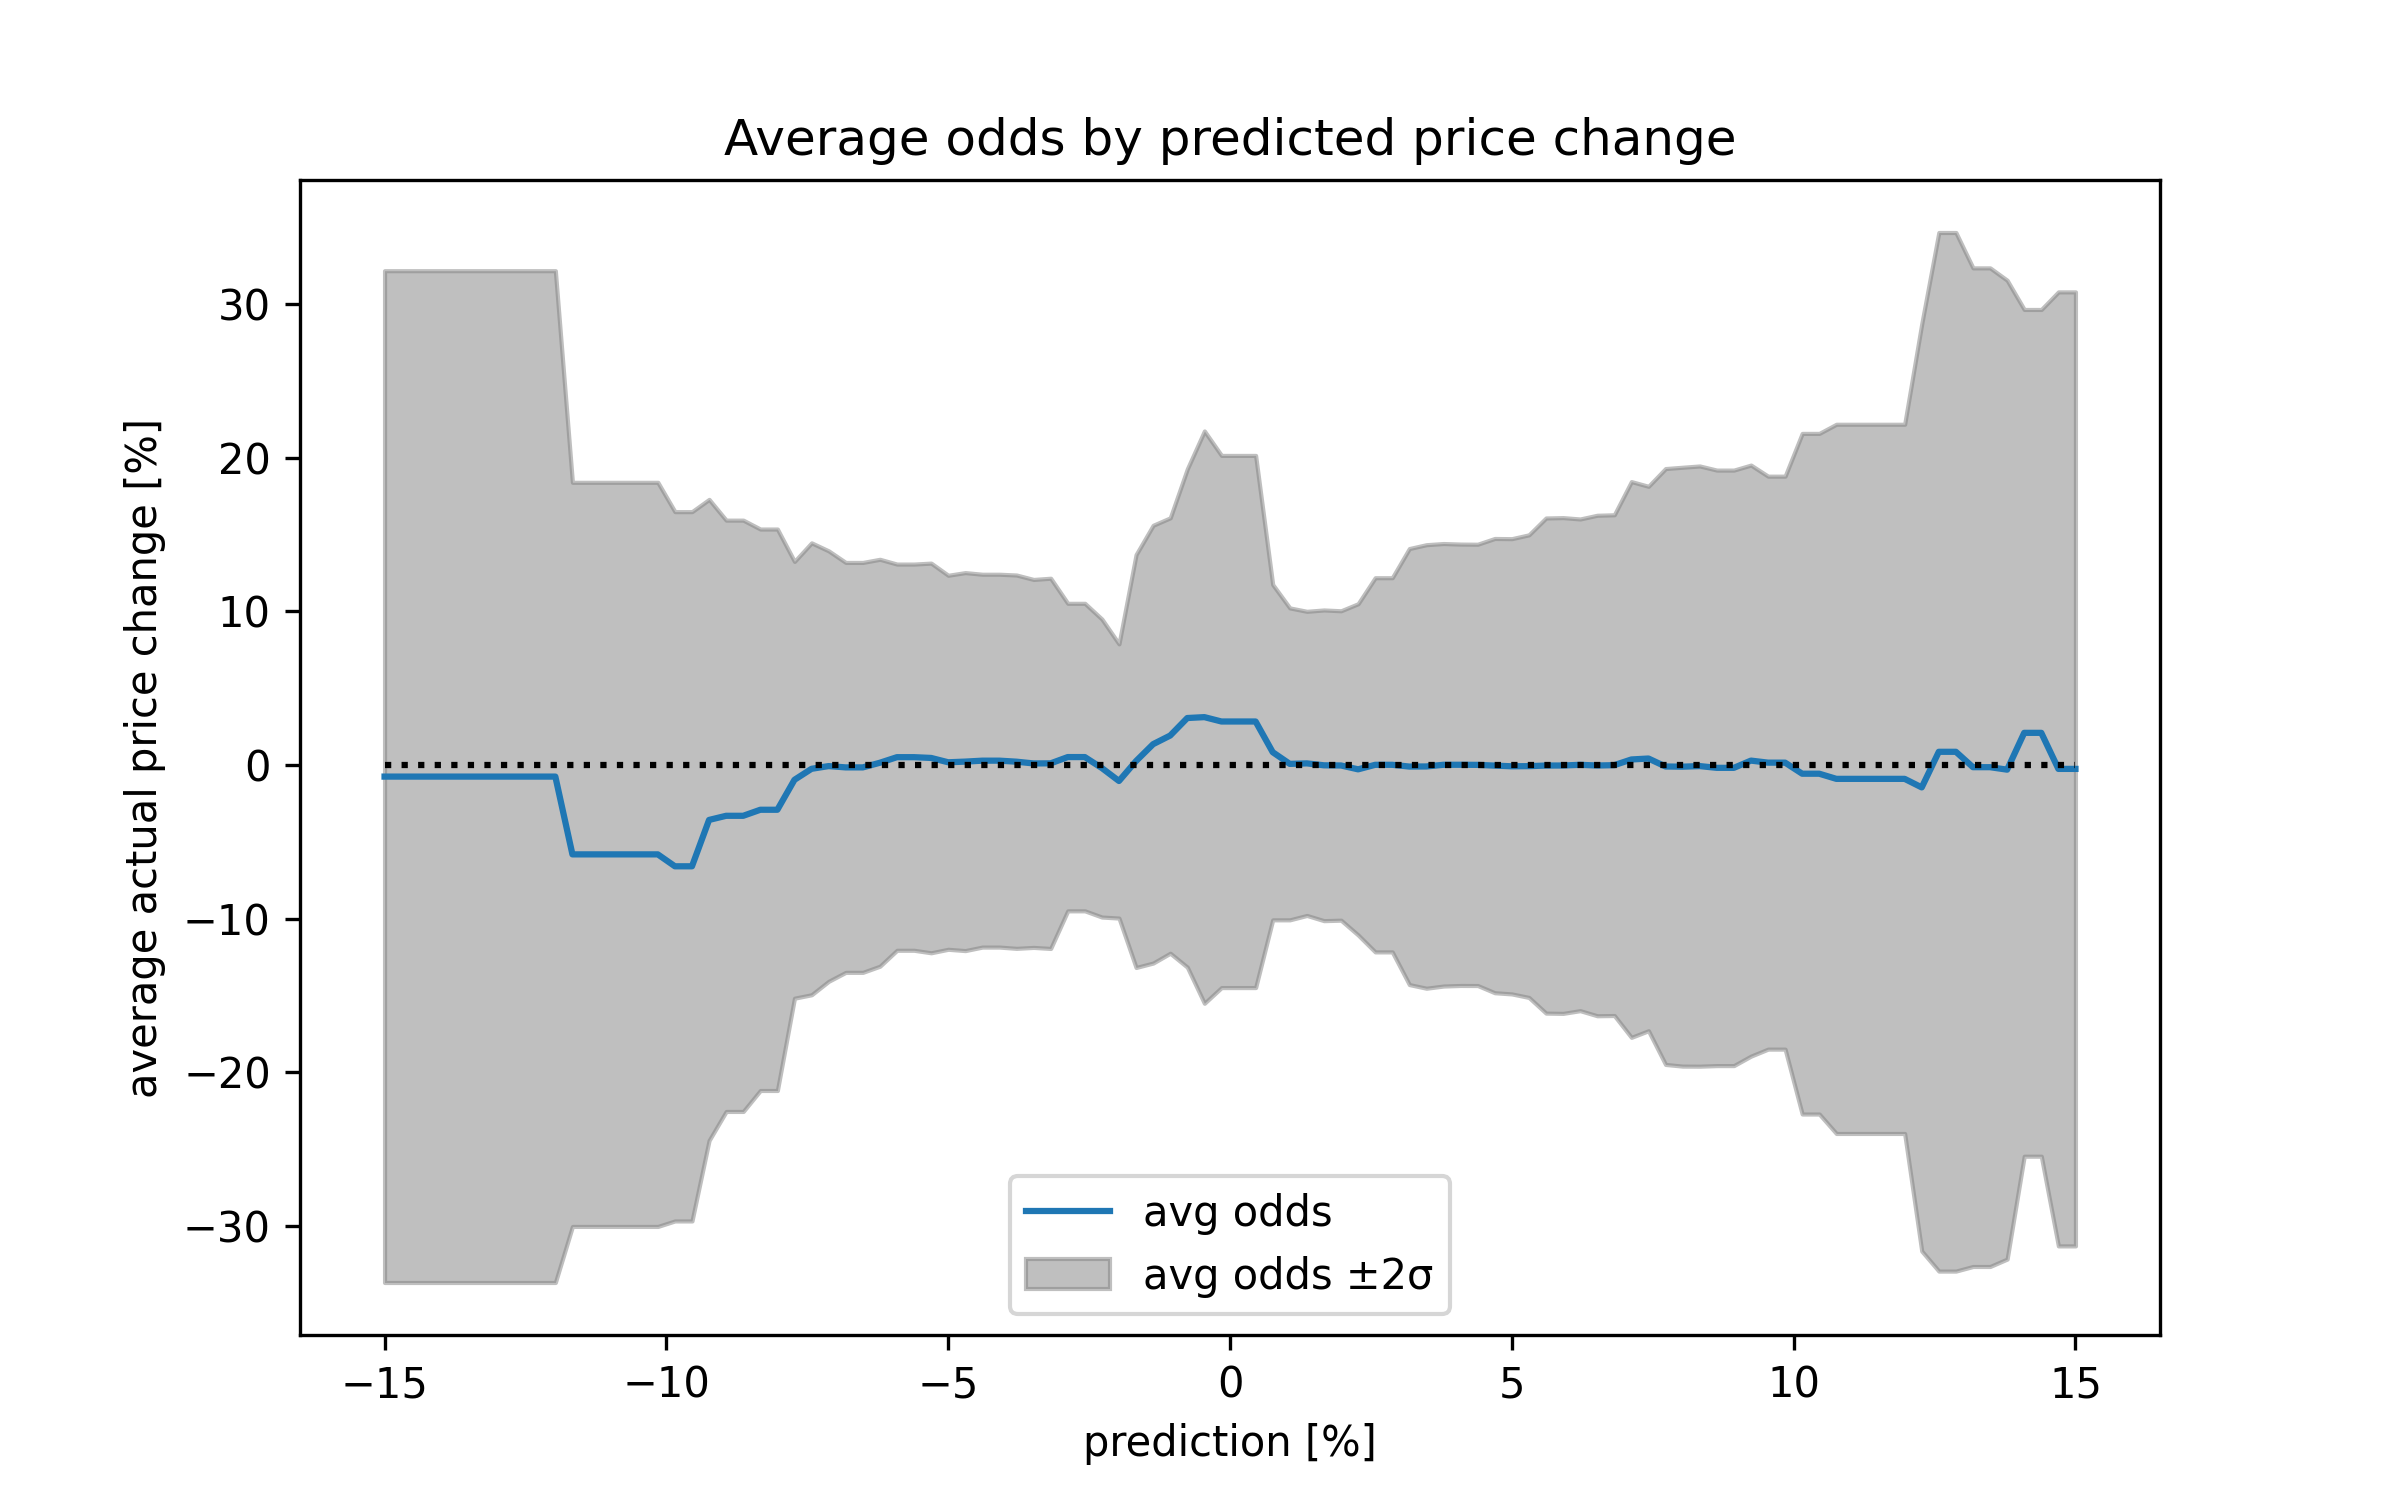 Average odds by predicted price change
average actual price change [%]
30
20
10
0
−10
−20
−30
avg odds
avg odds ±2σ
−15
−10
−5
0
5
10
15
prediction [%]